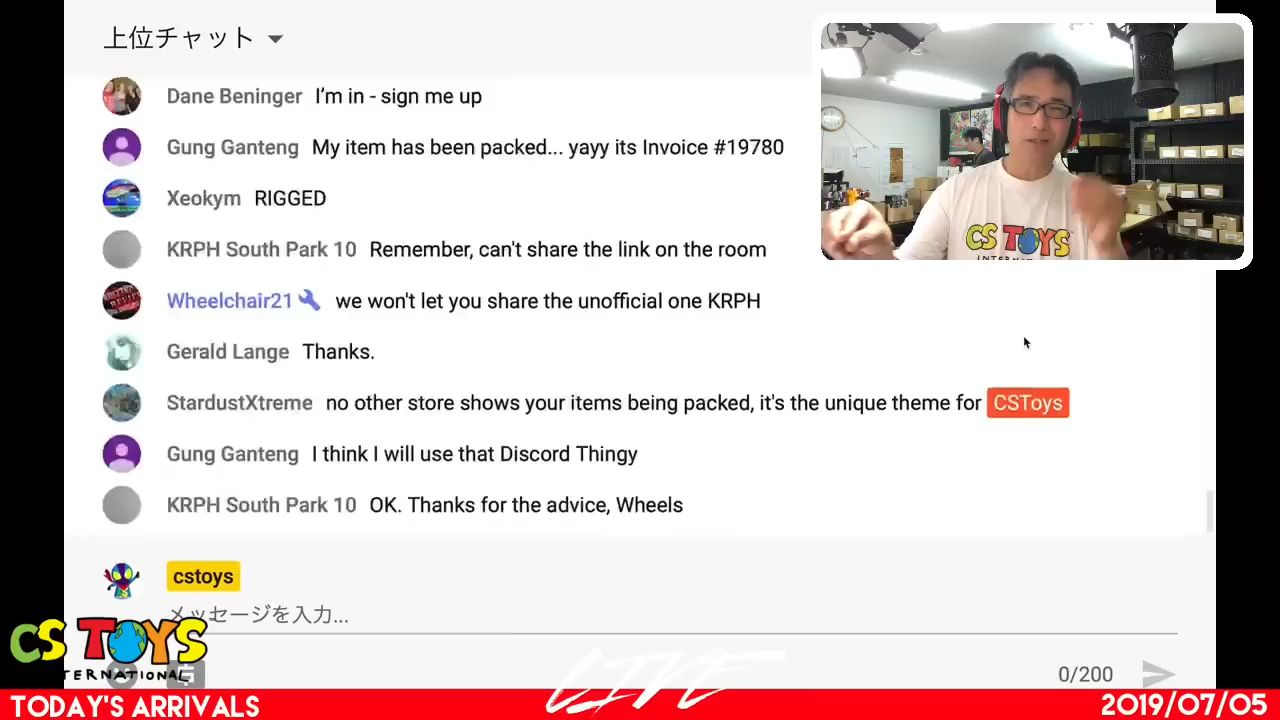 上位チャット
Dane Beninger I’m in - sign me up
Gung Ganteng My item has been packed... yayy its Invoice #19780
Xeokym RIGGED
KRPH South Park 10 Remember, can't share the link on the room
Wheelchair21 we won't let you share the unofficial one KRPH
Gerald Lange Thanks.
StardustXtreme no other store shows your items being packed, it's the unique theme for CSToys
Gung Ganteng I think I will use that Discord Thingy
KRPH South Park 10 OK. Thanks for the advice, Wheels
cstoys
メッセージを入力...
0/200
CS TOYS
INTERNATIONAL
CS TOYS
TERNATIONAL
LIVE
TODAY'S ARRIVALS
2019/07/05